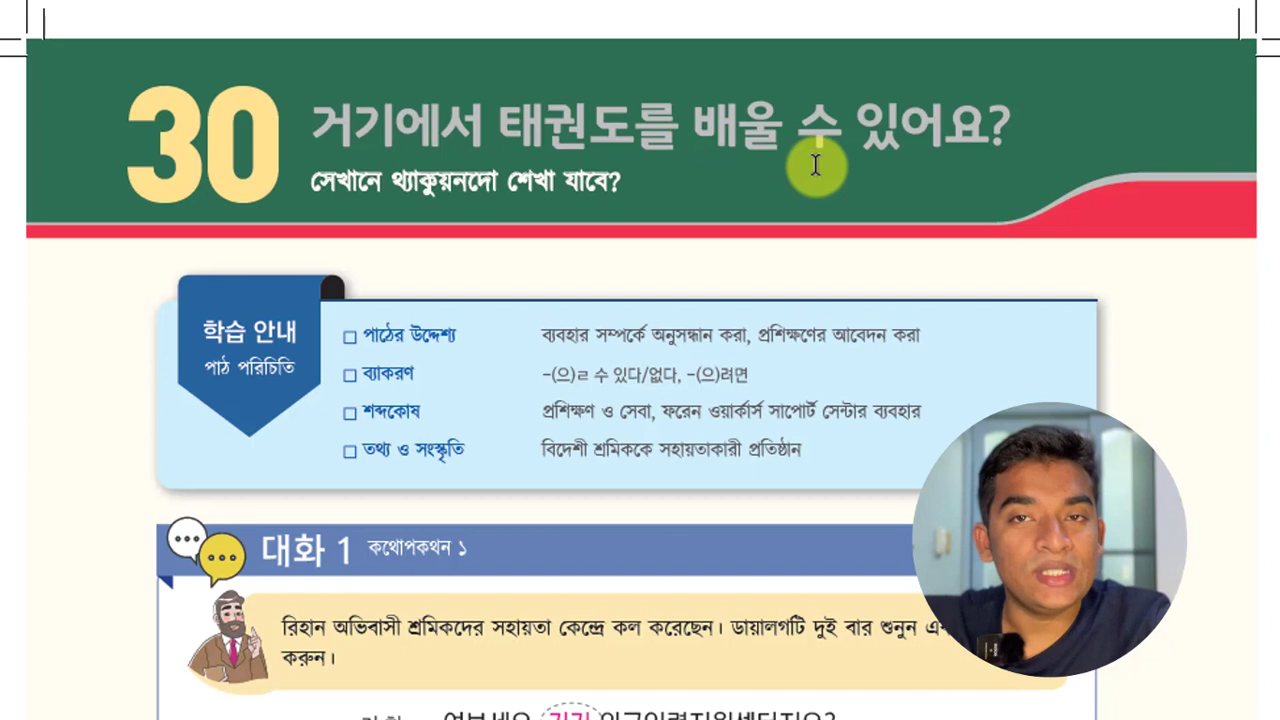 30
거기에서 태권도를 배울 수 있어요?
সেখানে থ্যাকুয়নদো শেখা যাবে?
학습 안내
পাঠ পরিচিতি
□ পাঠের উদ্দেশ্য ব্যবহার সম্পর্কে অনুসন্ধান করা, প্রশিক্ষণের আবেদন করা
□ ব্যাকরণ -(으)ㄹ 수 있다/없다, -(으)려면
□ শব্দকোষ প্রশিক্ষণ ও সেবা, ফরেন ওয়ার্কার্স সাপোর্ট সেন্টার ব্যবহার
□ তথ্য ও সংস্কৃতি বিদেশী শ্রমিককে সহায়তাকারী প্রতিষ্ঠান
대화 1 কথোপকথন ১
রিহান অভিবাসী শ্রমিকদের সহায়তা কেন্দ্রে কল করেছেন। ডায়ালগটি দুই বার শুনুন
করুন।